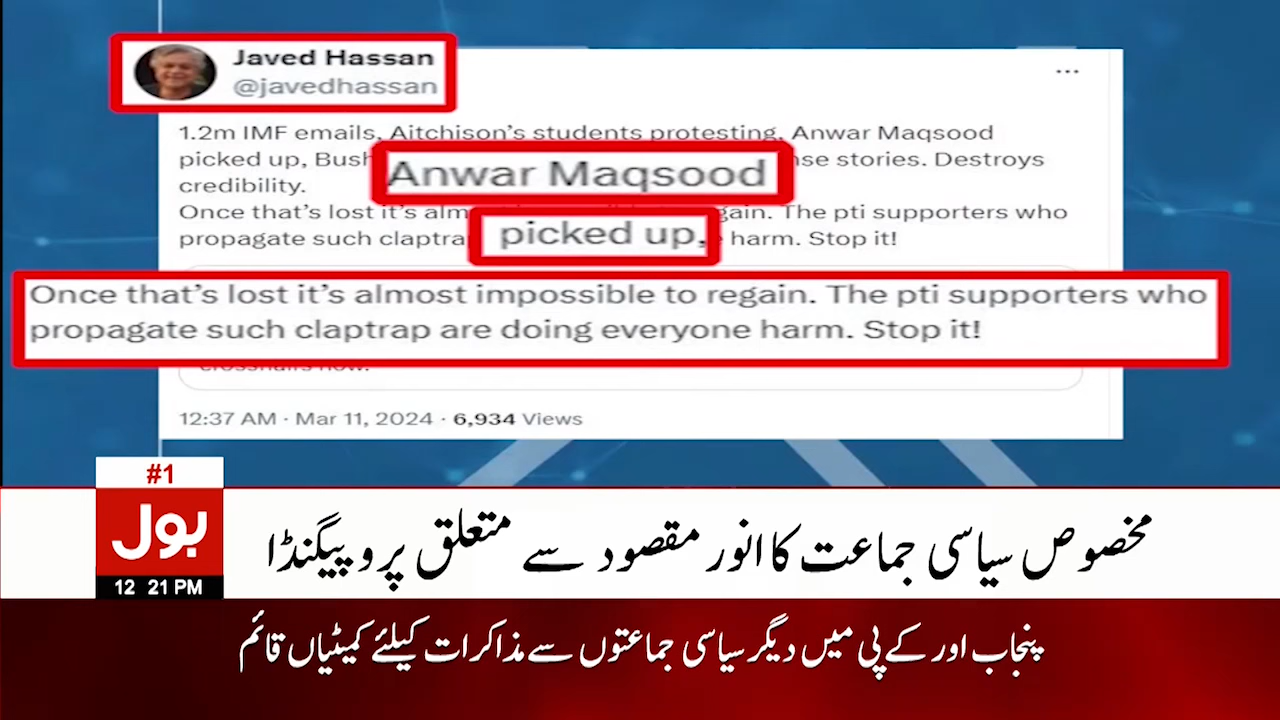 Javed Hassan
@javedhassan
...
1.2m IMF emails, Aitchison's students protesting, Anwar Maqsood
picked up, nse stories. Destroys
credibility.
Once that's lost it's gain. The pti supporters who
propagate such harm. Stop it!
Anwar Maqsood
picked up,
Once that's lost it's almost impossible to regain. The pti supporters who
propagate such claptrap are doing everyone harm. Stop it!
12:37 AM · Mar 11, 2024 · 6,934 Views
#1
بول
12 21 PM
مخصوص سیاسی جماعت کا انور مقصود سے متعلق پروپیگنڈا
پنجاب اور کے پی میں دیگر سیاسی جماعتوں سے مذاکرات کیلئے کمیٹیاں قائم